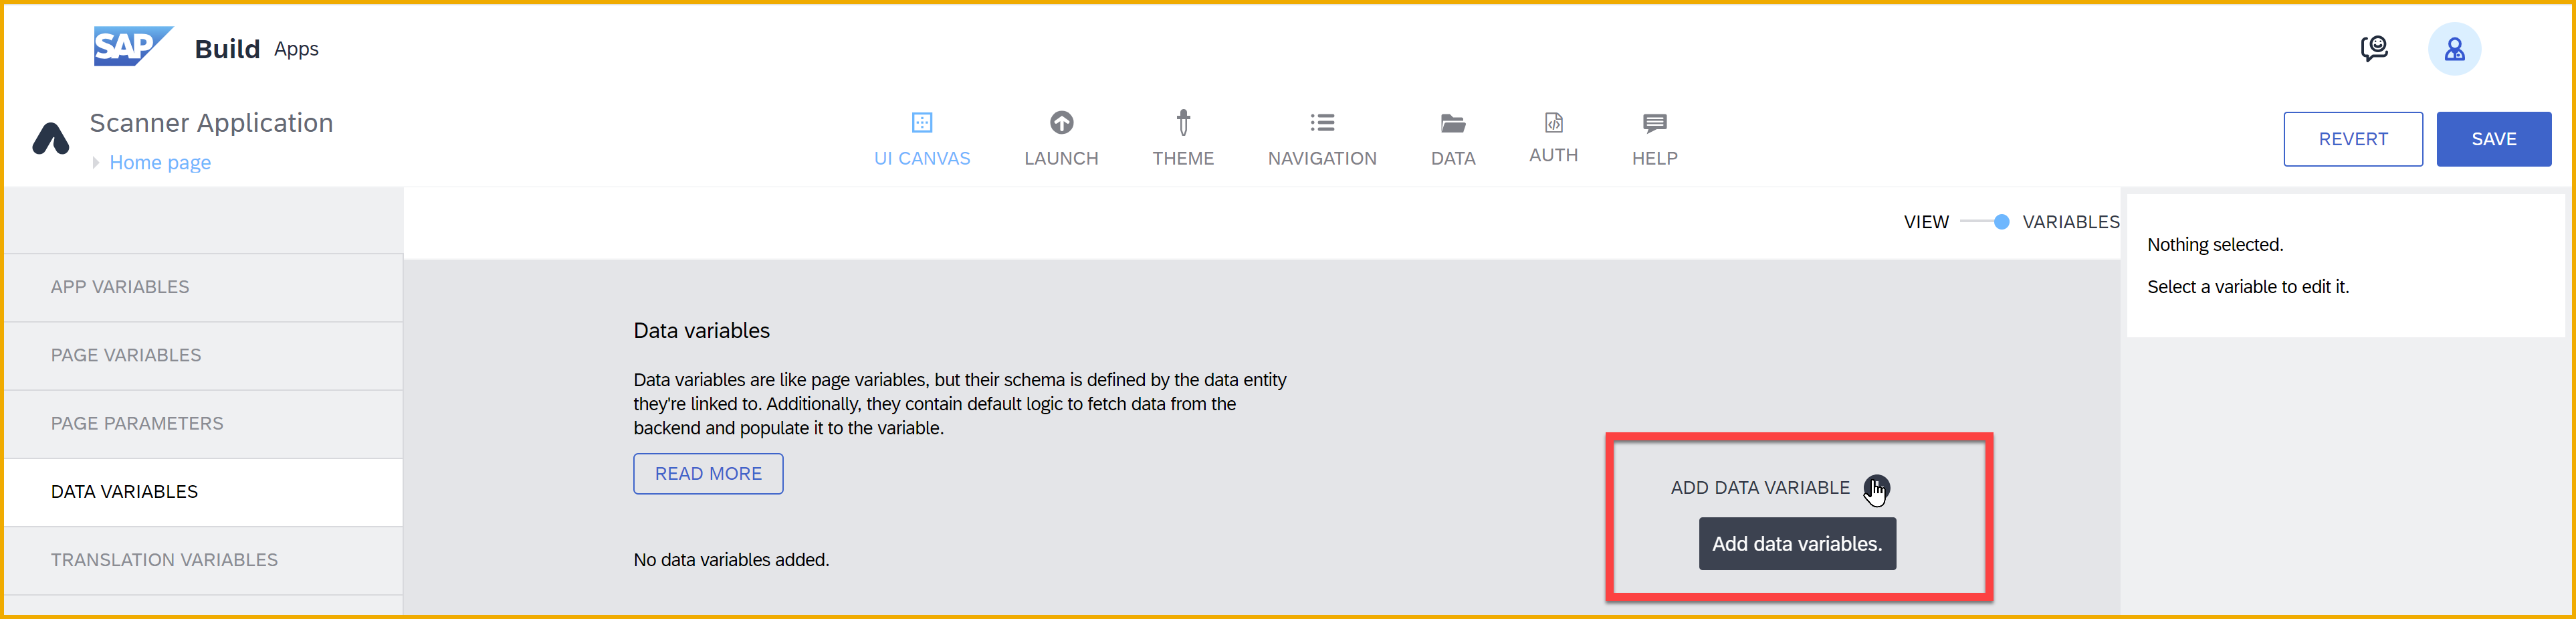 SAP Build Apps
Scanner Application
Home page
UI CANVAS
LAUNCH
THEME
NAVIGATION
DATA
AUTH
HELP
REVERT
SAVE
VIEW
VARIABLES
APP VARIABLES
PAGE VARIABLES
PAGE PARAMETERS
DATA VARIABLES
TRANSLATION VARIABLES
Data variables
Data variables are like page variables, but their schema is defined by the data entity
they're linked to. Additionally, they contain default logic to fetch data from the
backend and populate it to the variable.
READ MORE
ADD DATA VARIABLE
Add data variables.
No data variables added.
Nothing selected.
Select a variable to edit it.